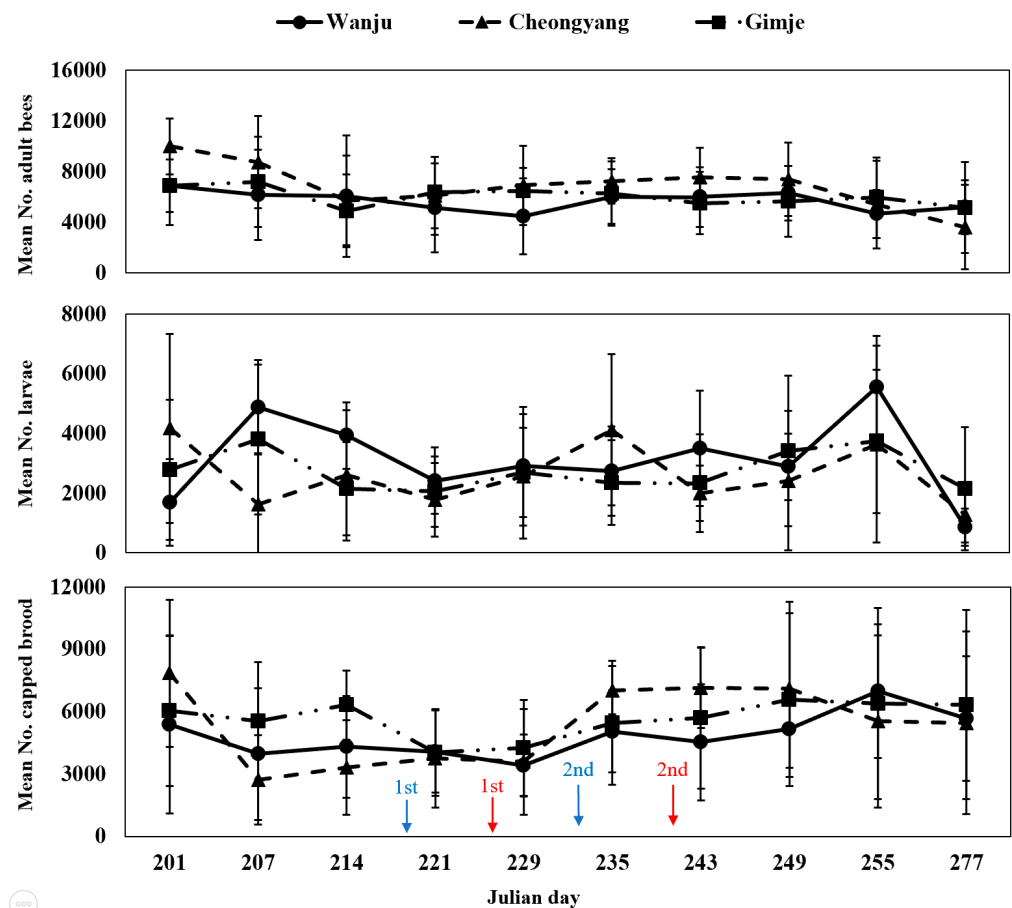 Wanju Cheongyang Gimje
Mean No. adult bees
16000
12000
8000
4000
0
Mean No. larvae
8000
6000
4000
2000
0
Mean No. capped brood
12000
9000
6000
3000
0
1st 1st 2nd 2nd
201 207 214 221 229 235 243 249 255 277
Julian day